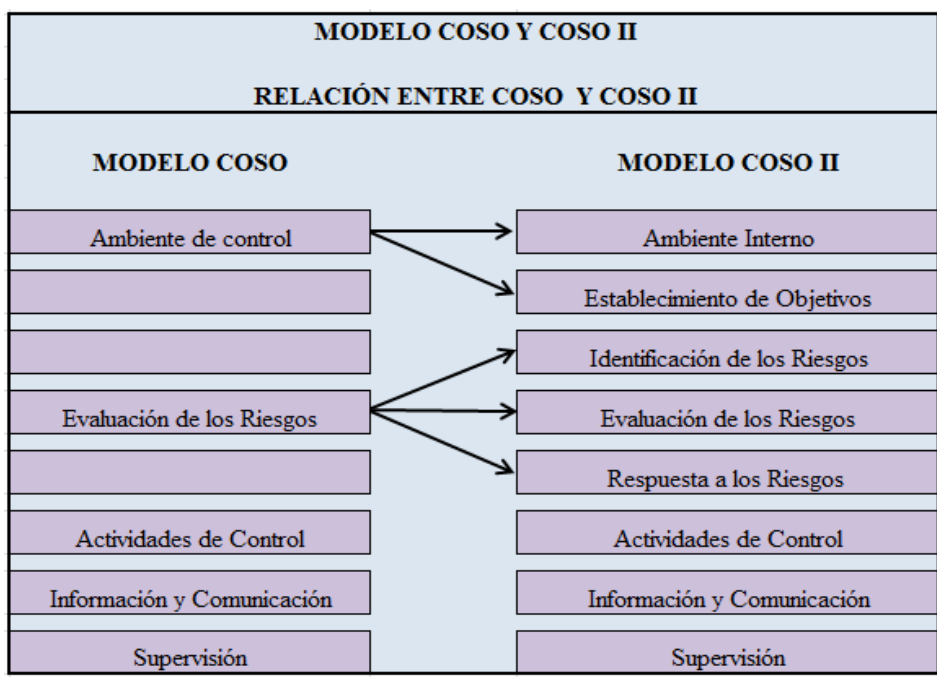 MODELO COSO Y COSO II
RELACIÓN ENTRE COSO Y COSO II
MODELO COSO
MODELO COSO II
Ambiente de control
Ambiente Interno
Establecimiento de Objetivos
Identificación de los Riesgos
Evaluación de los Riesgos
Evaluación de los Riesgos
Respuesta a los Riesgos
Actividades de Control
Actividades de Control
Información y Comunicación
Información y Comunicación
Supervisión
Supervisión